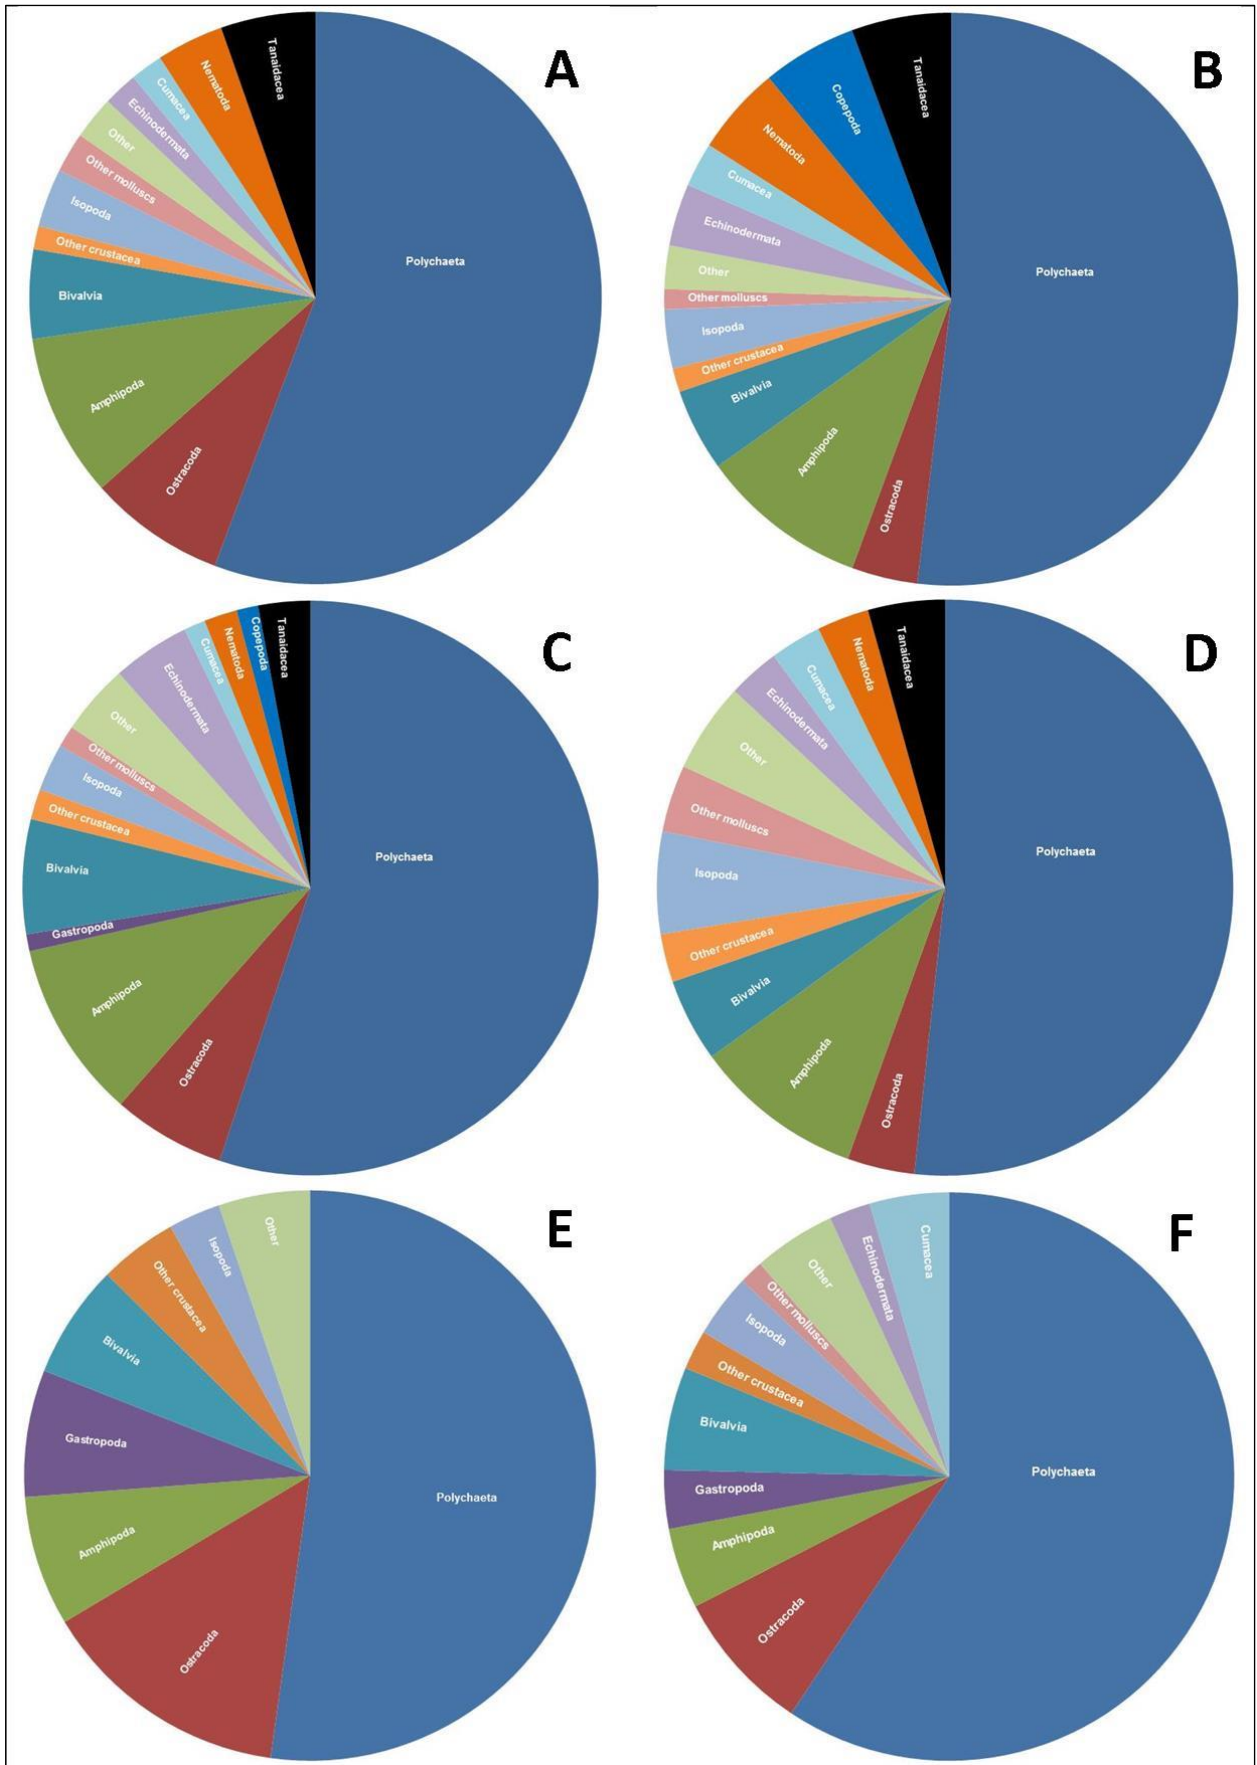 A
Tanaidacea
Nematoda
Cumacea
Echinodermata
Other
Other molluscs
Isopoda
Other crustacea
Bivalvia
Amphipoda
Ostracoda
Polychaeta
B
Tanaidacea
Copepoda
Nematoda
Cumacea
Echinodermata
Other
Other molluscs
Isopoda
Other crustacea
Bivalvia
Amphipoda
Ostracoda
Polychaeta
C
Tanaidacea
Copepoda
Nematoda
Cumacea
Echinodermata
Other
Other molluscs
Isopoda
Other crustacea
Bivalvia
Gastropoda
Amphipoda
Ostracoda
Polychaeta
D
Tanaidacea
Nematoda
Cumacea
Echinodermata
Other
Other molluscs
Isopoda
Other crustacea
Bivalvia
Amphipoda
Ostracoda
Polychaeta
E
Other
Isopoda
Other crustacea
Bivalvia
Gastropoda
Amphipoda
Ostracoda
Polychaeta
F
Cumacea
Echinodermata
Other
Other molluscs
Isopoda
Other crustacea
Bivalvia
Gastropoda
Amphipoda
Ostracoda
Polychaeta